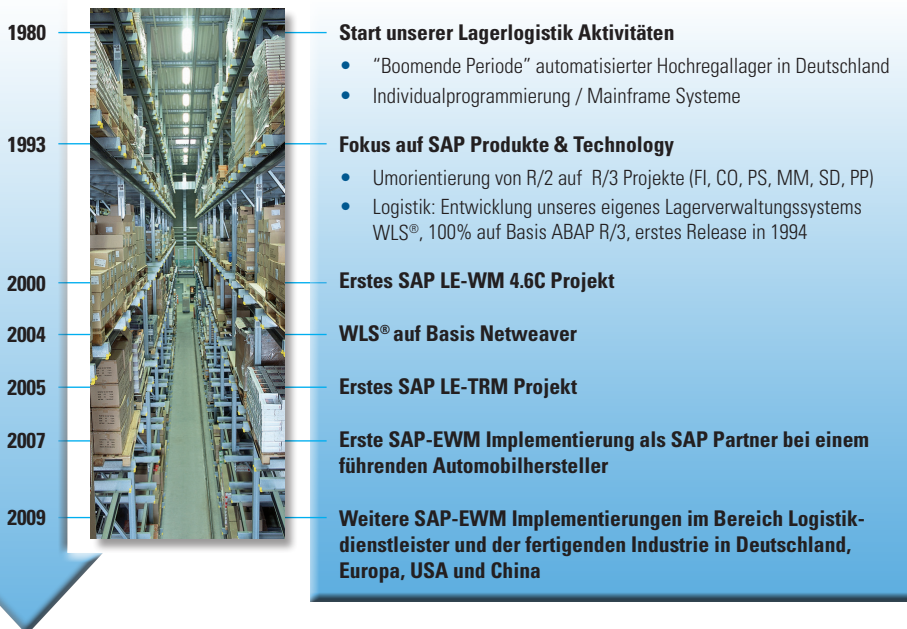 1980
Start unserer Lagerlogistik Aktivitäten
• “Boomende Periode” automatisierter Hochregallager in Deutschland
• Individualprogrammierung / Mainframe Systeme
1993
Fokus auf SAP Produkte & Technology
• Umorientierung von R/2 auf R/3 Projekte (FI, CO, PS, MM, SD, PP)
• Logistik: Entwicklung unseres eigenes Lagerverwaltungssystems
WLS®, 100% auf Basis ABAP R/3, erstes Release in 1994
2000
Erstes SAP LE-WM 4.6C Projekt
2004
WLS® auf Basis Netweaver
2005
Erstes SAP LE-TRM Projekt
2007
Erste SAP-EWM Implementierung als SAP Partner bei einem
führenden Automobilhersteller
2009
Weitere SAP-EWM Implementierungen im Bereich Logistik-
dienstleister und der fertigenden Industrie in Deutschland,
Europa, USA und China